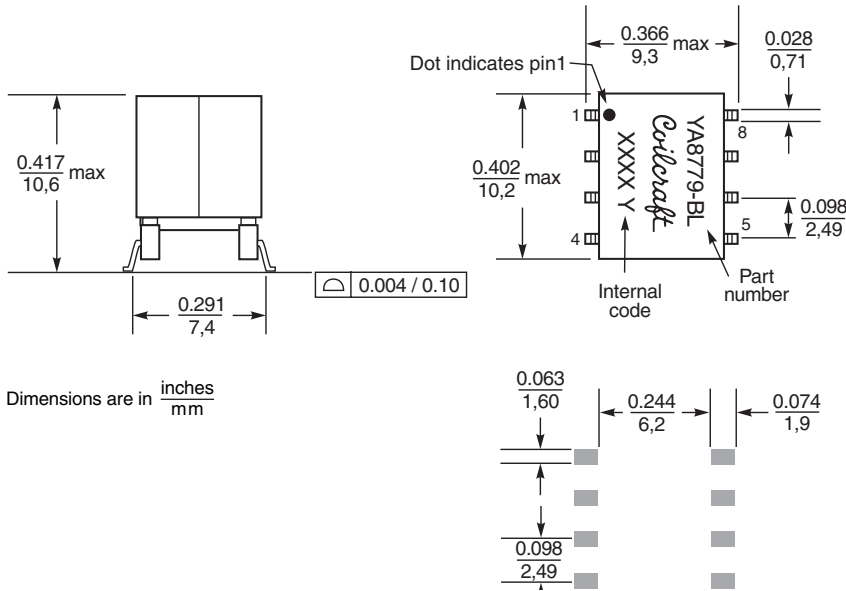 0.366
9,3
max
0.028
0,71
Dot indicates pin1
1
8
0.417
10,6
max
0.402
10,2
max
YA8779-BL
Coilcraft
XXXX Y
0.098
2,49
4
5
Internal
code
Part
number
0.004 / 0.10
0.291
7,4
Dimensions are in inches
mm
0.063
1,60
0.244
6,2
0.074
1,9
0.098
2,49